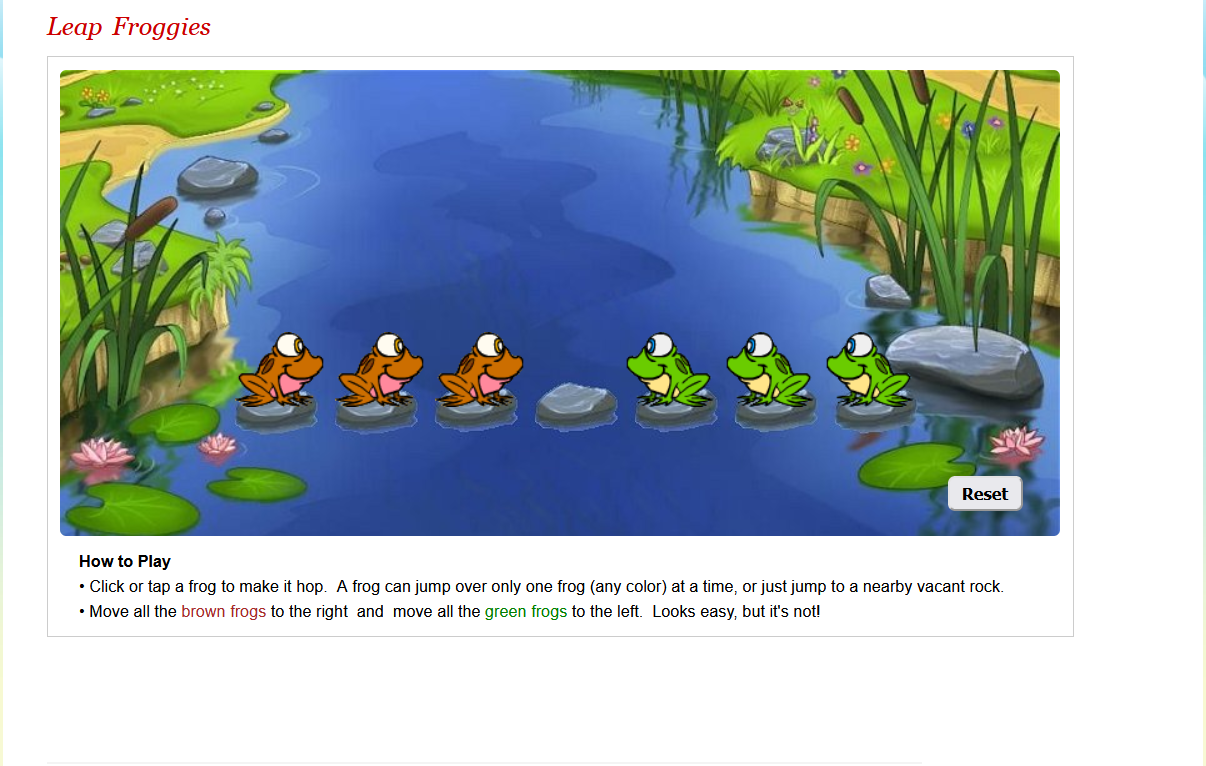 Leap Froggies
Reset
How to Play
• Click or tap a frog to make it hop.  A frog can jump over only one frog (any color) at a time, or just jump to a nearby vacant rock.
• Move all the brown frogs to the right  and  move all the green frogs to the left.  Looks easy, but it's not!